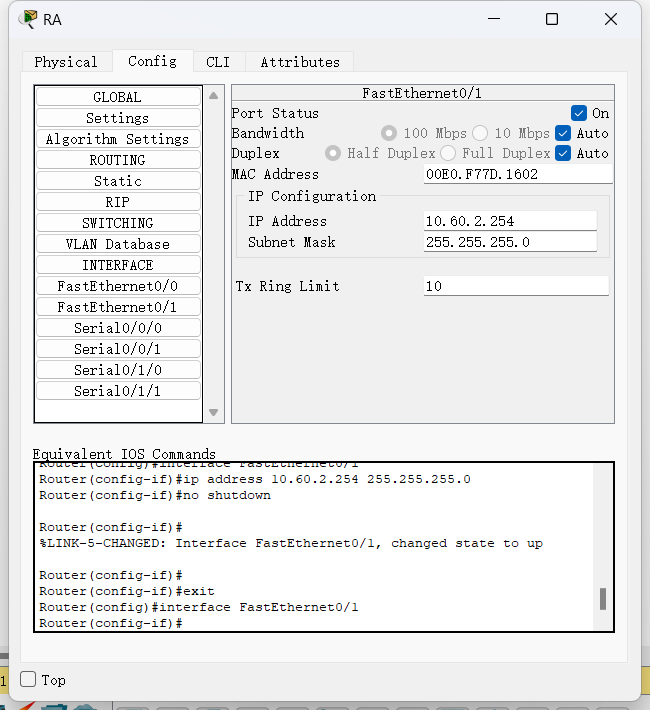 RA
Physical Config CLI Attributes
GLOBAL
Settings
Algorithm Settings
ROUTING
Static
RIP
SWITCHING
VLAN Database
INTERFACE
FastEthernet0/0
FastEthernet0/1
Serial0/0/0
Serial0/0/1
Serial0/1/0
Serial0/1/1
FastEthernet0/1
Port Status On
Bandwidth 100 Mbps 10 Mbps Auto
Duplex Half Duplex Full Duplex Auto
MAC Address 00E0.F77D.1602
IP Configuration
IP Address 10.60.2.254
Subnet Mask 255.255.255.0
Tx Ring Limit 10
Equivalent IOS Commands
Router(config)#interface FastEthernet0/1
Router(config-if)#ip address 10.60.2.254 255.255.255.0
Router(config-if)#no shutdown
Router(config-if)#
%LINK-5-CHANGED: Interface FastEthernet0/1, changed state to up
Router(config-if)#
Router(config-if)#exit
Router(config)#interface FastEthernet0/1
Router(config-if)#
Top
1